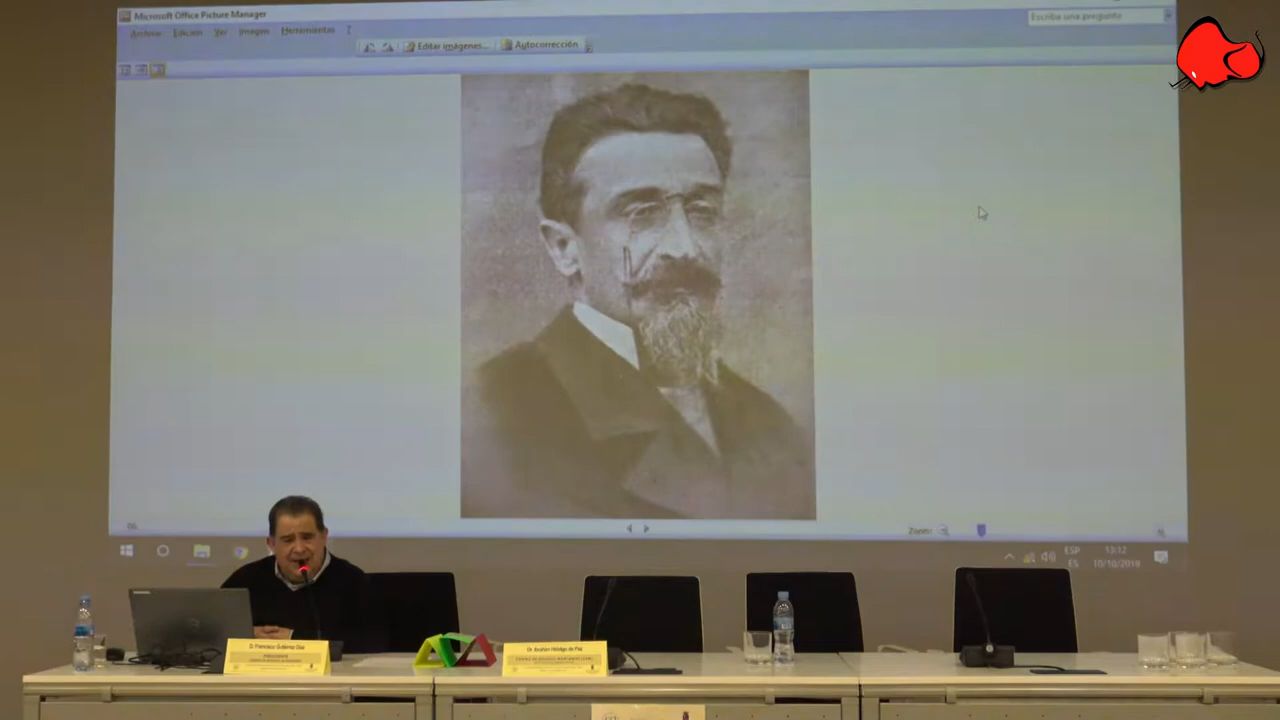 Microsoft Office Picture Manager
Escriba una pregunta
Archivo Edición Ver Imagen Herramientas ?
Editar imágenes... Autocorrección
Zoom:
ESP
ES
13:12
10/10/2019
D. Francisco Gutiérrez Díaz
Dr. Ibrahim Hidalgo de Paz